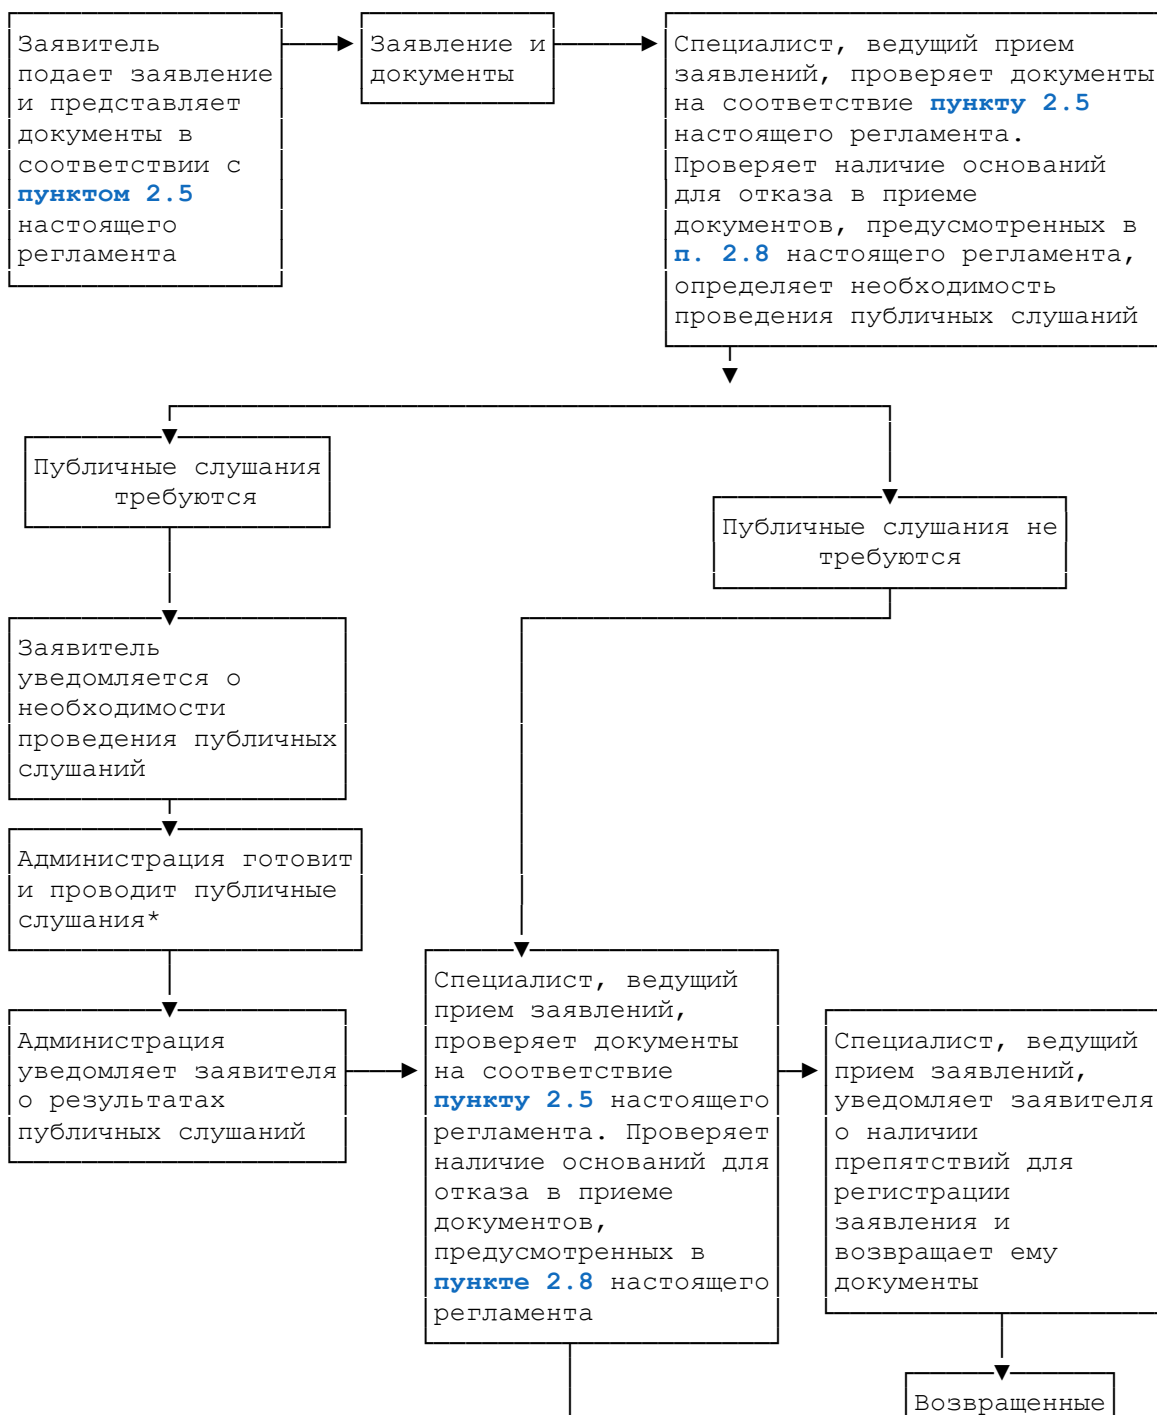 Заявитель
подает заявление
и представляет
документы в
соответствии с
пунктом 2.5
настоящего
регламента
Заявление и
документы
Специалист, ведущий прием
заявлений, проверяет документы
на соответствие пункту 2.5
настоящего регламента.
Проверяет наличие оснований
для отказа в приеме
документов, предусмотренных в
п. 2.8 настоящего регламента,
определяет необходимость
проведения публичных слушаний
Публичные слушания
требуются
Публичные слушания не
требуются
Заявитель
уведомляется о
необходимости
проведения публичных
слушаний
Администрация готовит
и проводит публичные
слушания*
Администрация
уведомляет заявителя
о результатах
публичных слушаний
Специалист, ведущий
прием заявлений,
проверяет документы
на соответствие
пункту 2.5 настоящего
регламента. Проверяет
наличие оснований для
отказа в приеме
документов,
предусмотренных в
пункте 2.8 настоящего
регламента
Специалист, ведущий
прием заявлений,
уведомляет заявителя
о наличии
препятствий для
регистрации
заявления и
возвращает ему
документы
Возвращенные